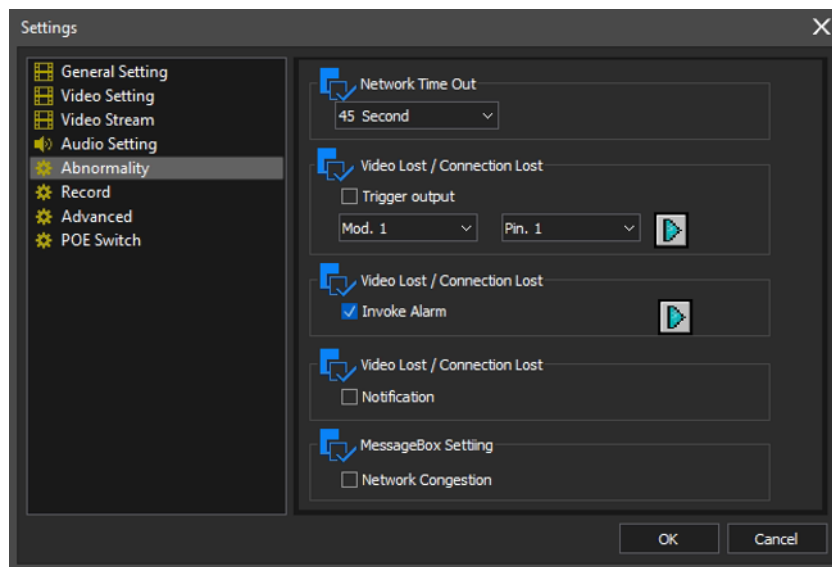 Settings
General Setting
Video Setting
Video Stream
Audio Setting
Abnormality
Record
Advanced
POE Switch
Network Time Out
45 Second
Video Lost / Connection Lost
Trigger output
Mod. 1
Pin. 1
Video Lost / Connection Lost
Invoke Alarm
Video Lost / Connection Lost
Notification
MessageBox Settiing
Network Congestion
OK
Cancel